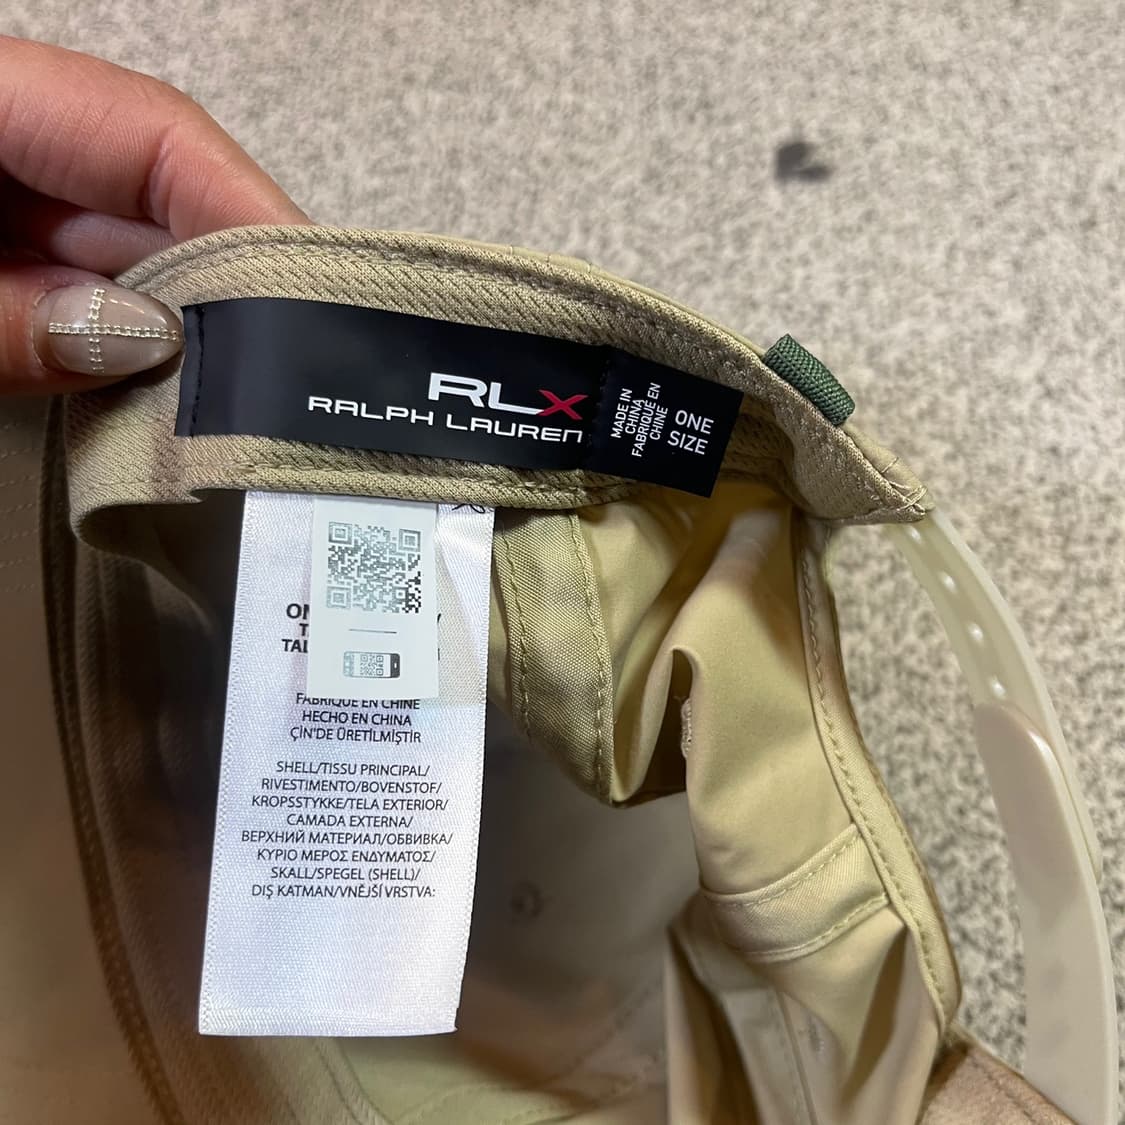 RLX
RALPH LAUREN
MADE IN
CHINA
FABRIQUÉ EN
CHINE
ONE
SIZE
FABRIQUE EN CHINE
HECHO EN CHINA
ÇİN'DE ÜRETİLMİŞTİR
SHELL/TISSU PRINCIPAL/
RIVESTIMENTO/BOVENSTOF/
KROPSSTYKKE/TELA EXTERIOR/
CAMADA EXTERNA/
ВЕРХНИЙ МАТЕРИАЛ/ОБИВКА/
ΚΥΡΙΟ ΜΕΡΟΣ ΕΝΔΥΜΑΤΟΣ/
SKALL/SPEGEL (SHELL)/
DIŞ KATMAN/VNĚJŠÍ VRSTVA: